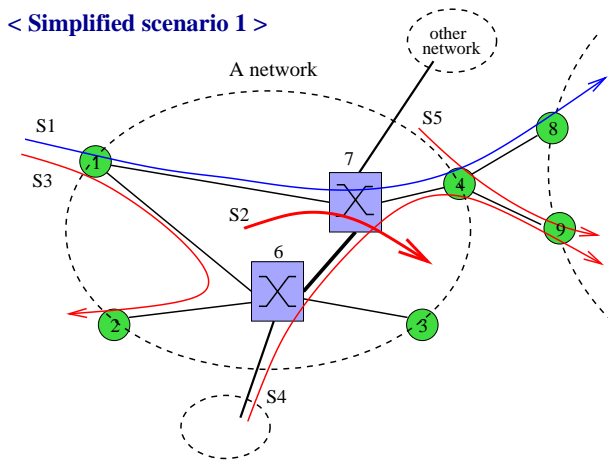 < Simplified scenario 1 >
other
network
A network
S1
S5
8
7
1
S3
4
S2
9
6
2
3
S4